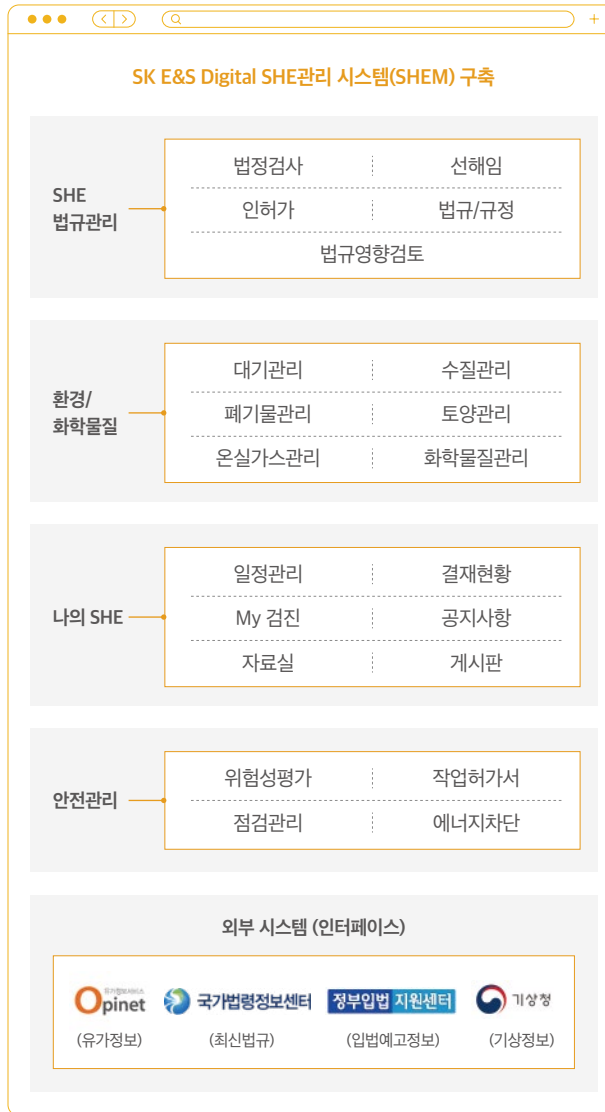 SK E&S Digital SHE관리 시스템(SHEM) 구축
SHE
법규관리
법정검사 선해임
인허가 법규/규정
법규영향검토
환경/
화학물질
대기관리 수질관리
폐기물관리 토양관리
온실가스관리 화학물질관리
나의 SHE
일정관리 결재현황
My 검진 공지사항
자료실 게시판
안전관리
위험성평가 작업허가서
점검관리 에너지차단
외부 시스템 (인터페이스)
유가정보서비스
Opinet 국가법령정보센터 정부입법 지원센터 기상청
(유가정보) (최신법규) (입법예고정보) (기상정보)